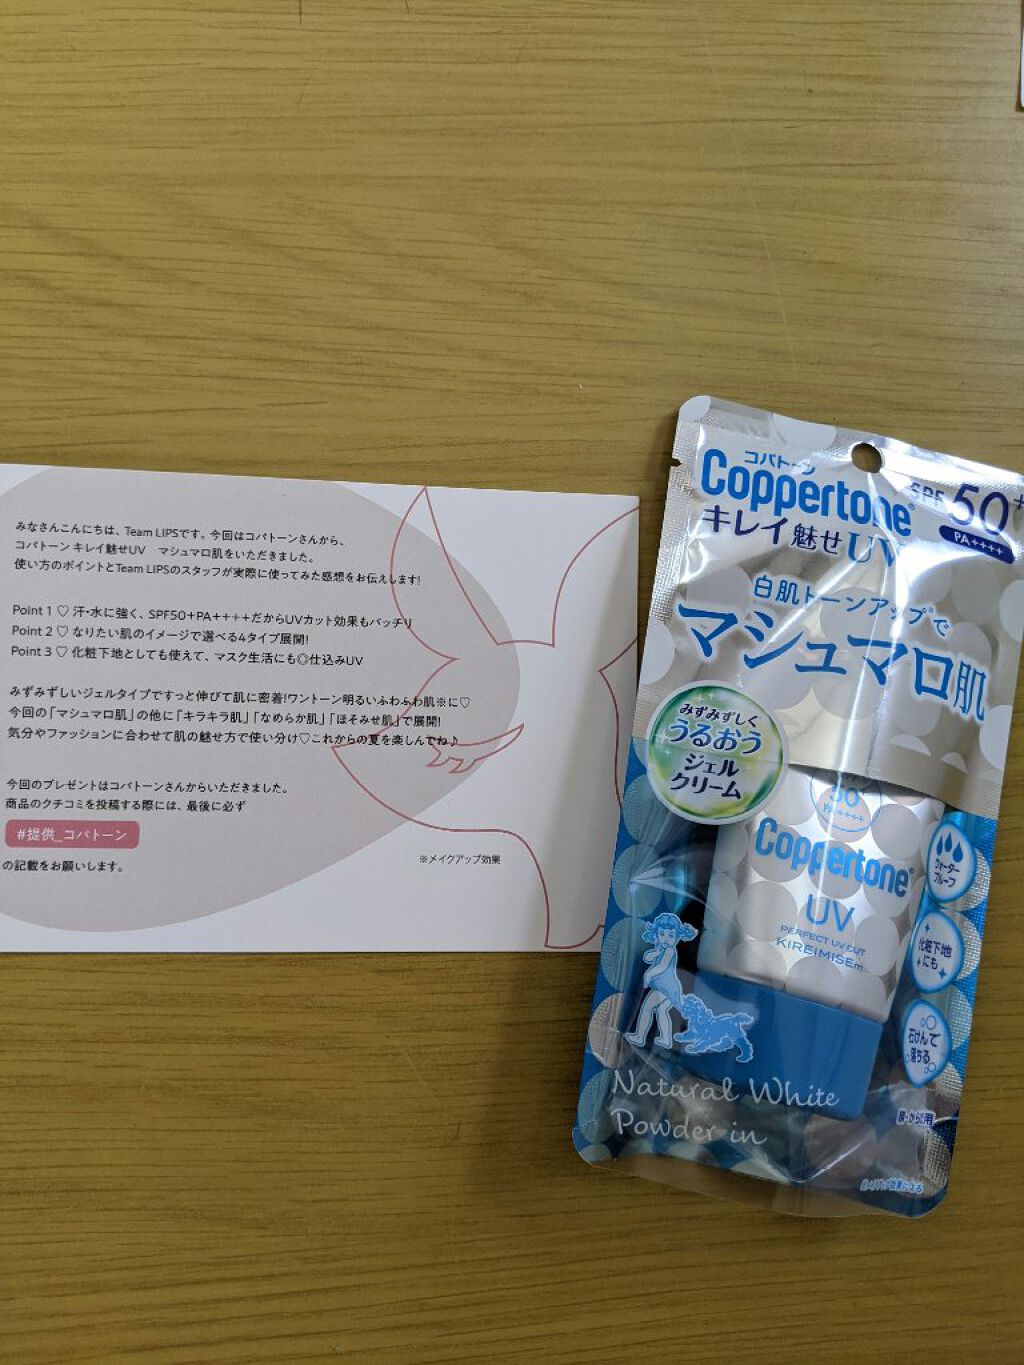 みなさんこんにちは、Team LIPSです。今回はコパトーンさんから、
コパトーン キレイ魅せUV　マシュマロ肌をいただきました。
使い方のポイントとTeam LIPSのスタッフが実際に使ってみた感想をお伝えします!
Point 1 ♡ 汗・水に強く、SPF50+PA++++だからUVカット効果もバッチリ
Point 2 ♡ なりたい肌のイメージで選べる4タイプ展開!
Point 3 ♡ 化粧下地としても使えて、マスク生活にも◎仕込みUV
みずみずしいジェルタイプですっと伸びて肌に密着!ワントーン明るいふわふわ肌※に♡
今回の「マシュマロ肌」の他に「キラキラ肌」「なめらか肌」「ほそみせ肌」で展開!
気分やファッションに合わせて肌の魅せ方で使い分け♡これからの夏を楽しんでね♪
今回のプレゼントはコパトーンさんからいただきました。
商品のクチコミを投稿する際には、最後に必ず
#提供_コパトーン
の記載をお願いします。
※メイクアップ効果
コパトーン
Coppertone
SPF 50+
PA++++
キレイ魅せUV
白肌トーンアップ※で
マシュマロ肌
みずみずしく
うるおう
ジェル
クリーム
50
PA++++
Coppertone
UV
PERFECT UV CUT
KIREIMISEm
ウォーター
プルーフ
化粧下地
にも
石けんで
落ちる
Natural White
Powder in
顔・からだ用